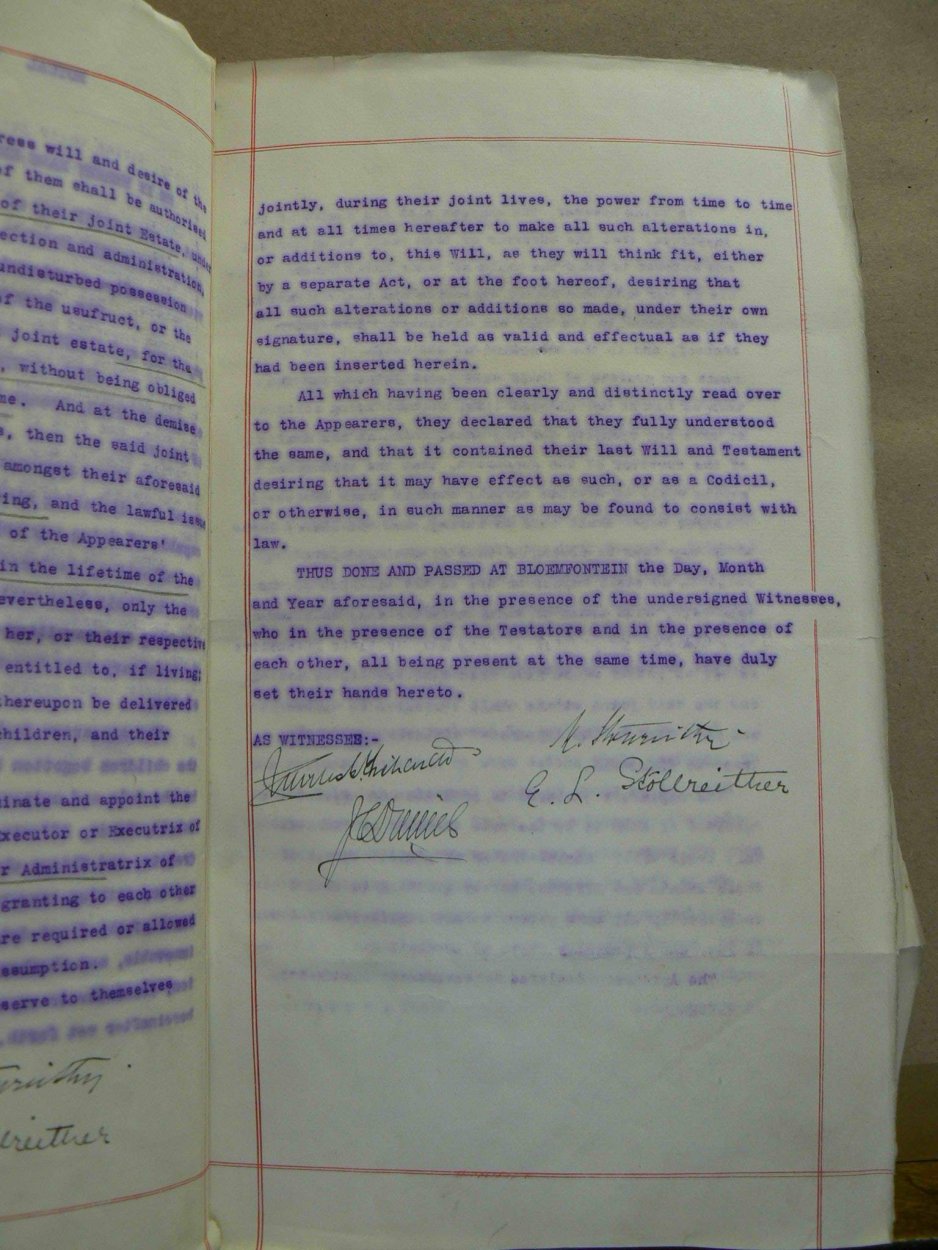 ress will and desire of the
of them shall be authorised
of their joint Estate, under
ection and administration,
undisturbed possession
of the usufruct, or the
joint estate, for the
, without being obliged
me. And at the demise
s, then the said joint
amongst their aforesaid
ing, and the lawful issue
of the Appearers'
in the lifetime of the
evertheless, only the
her, or their respective
entitled to, if living;
thereupon be delivered
children, and their
inate and appoint the
Executor or Executrix of
r Administratrix of
granting to each other
are required or allowed
ssumption.
serve to themselves
jointly, during their joint lives, the power from time to time
and at all times hereafter to make all such alterations in,
or additions to, this Will, as they will think fit, either
by a separate Act, or at the foot hereof, desiring that
all such alterations or additions so made, under their own
signature, shall be held as valid and effectual as if they
had been inserted herein.
All which having been clearly and distinctly read over
to the Appearers, they declared that they fully understood
the same, and that it contained their last Will and Testament
desiring that it may have effect as such, or as a Codicil,
or otherwise, in such manner as may be found to consist with
law.
THUS DONE AND PASSED AT BLOEMFONTEIN the Day, Month
and Year aforesaid, in the presence of the undersigned Witnesses,
who in the presence of the Testators and in the presence of
each other, all being present at the same time, have duly
set their hands hereto.
AS WITNESSES:-
E. L. Stollreither
J C Daniel